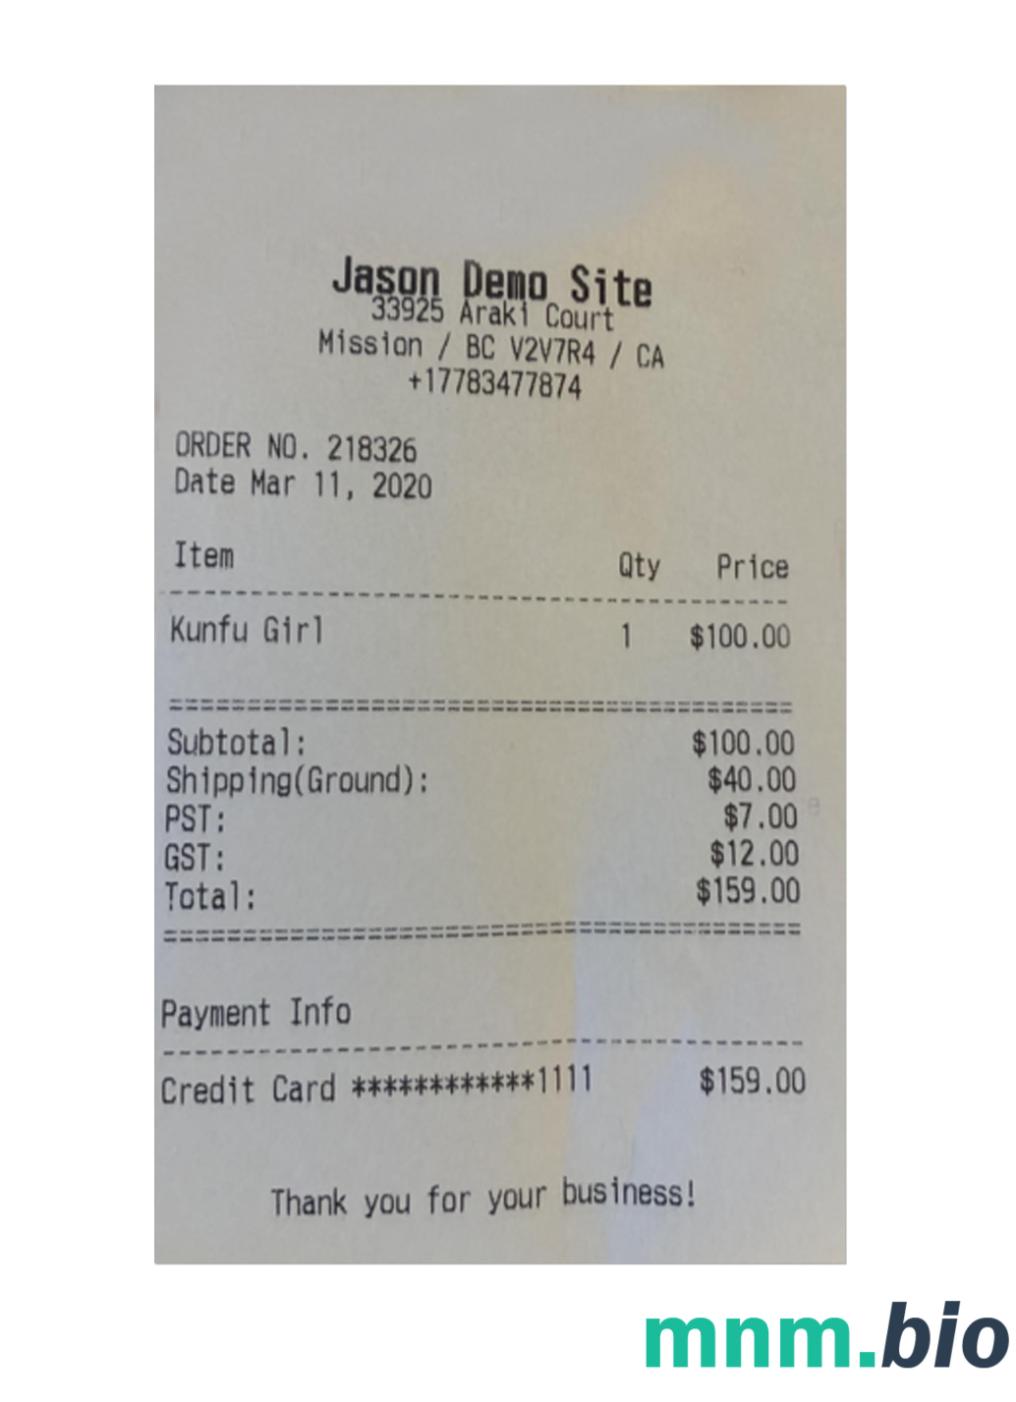 Jason Demo Site
33925 Araki Court
Mission / BC V2V7R4 / CA
+17783477874
ORDER NO. 218326
Date Mar 11, 2020
Item Qty Price
Kunfu Girl 1 $100.00
Subtotal: $100.00
Shipping(Ground): $40.00
PST: $7.00
GST: $12.00
Total: $159.00
Payment Info
Credit Card ************1111 $159.00
Thank you for your business!
mnm.bio